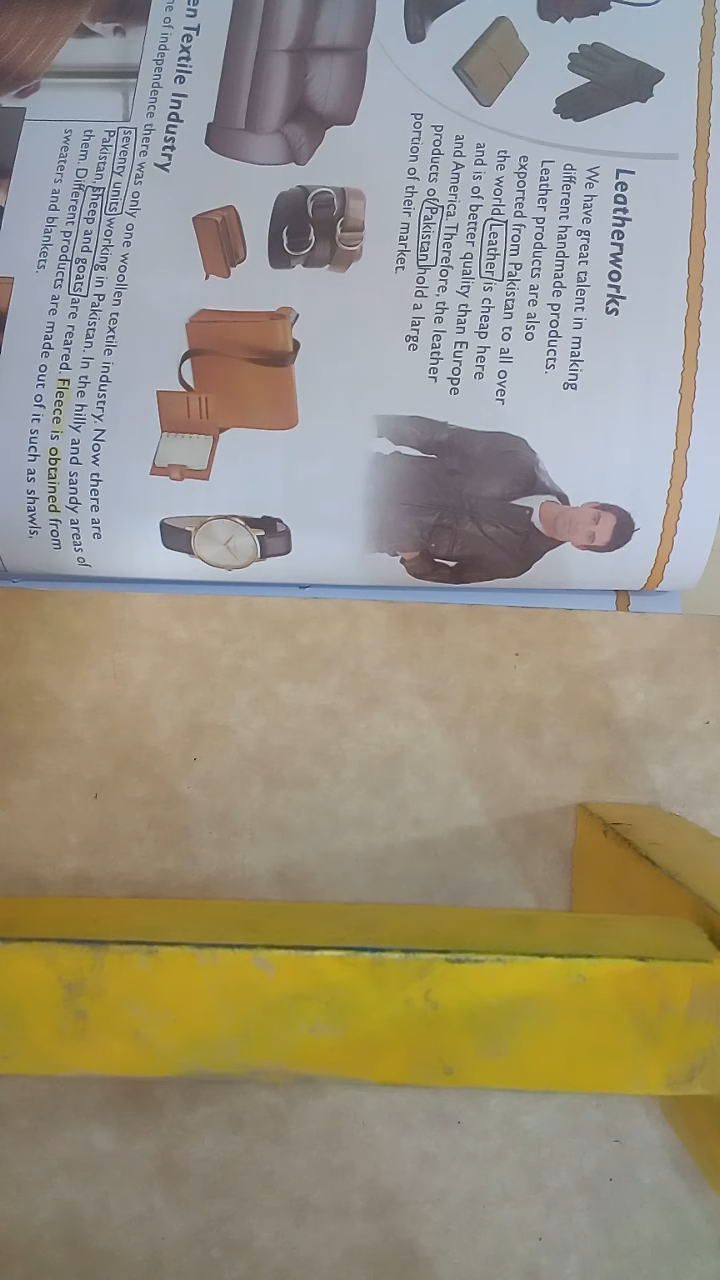 Leatherworks
We have great talent in making
different handmade products.
Leather products are also
exported from Pakistan to all over
the world. Leather is cheap here
and is of better quality than Europe
and America. Therefore, the leather
products of Pakistan hold a large
portion of their market.
en Textile Industry
ne of independence there was only one woollen textile industry. Now there are
seventy units working in Pakistan. In the hilly and sandy areas of
Pakistan, sheep and goats are reared. Fleece is obtained from
them. Different products are made out of it such as shawls,
sweaters and blankets.